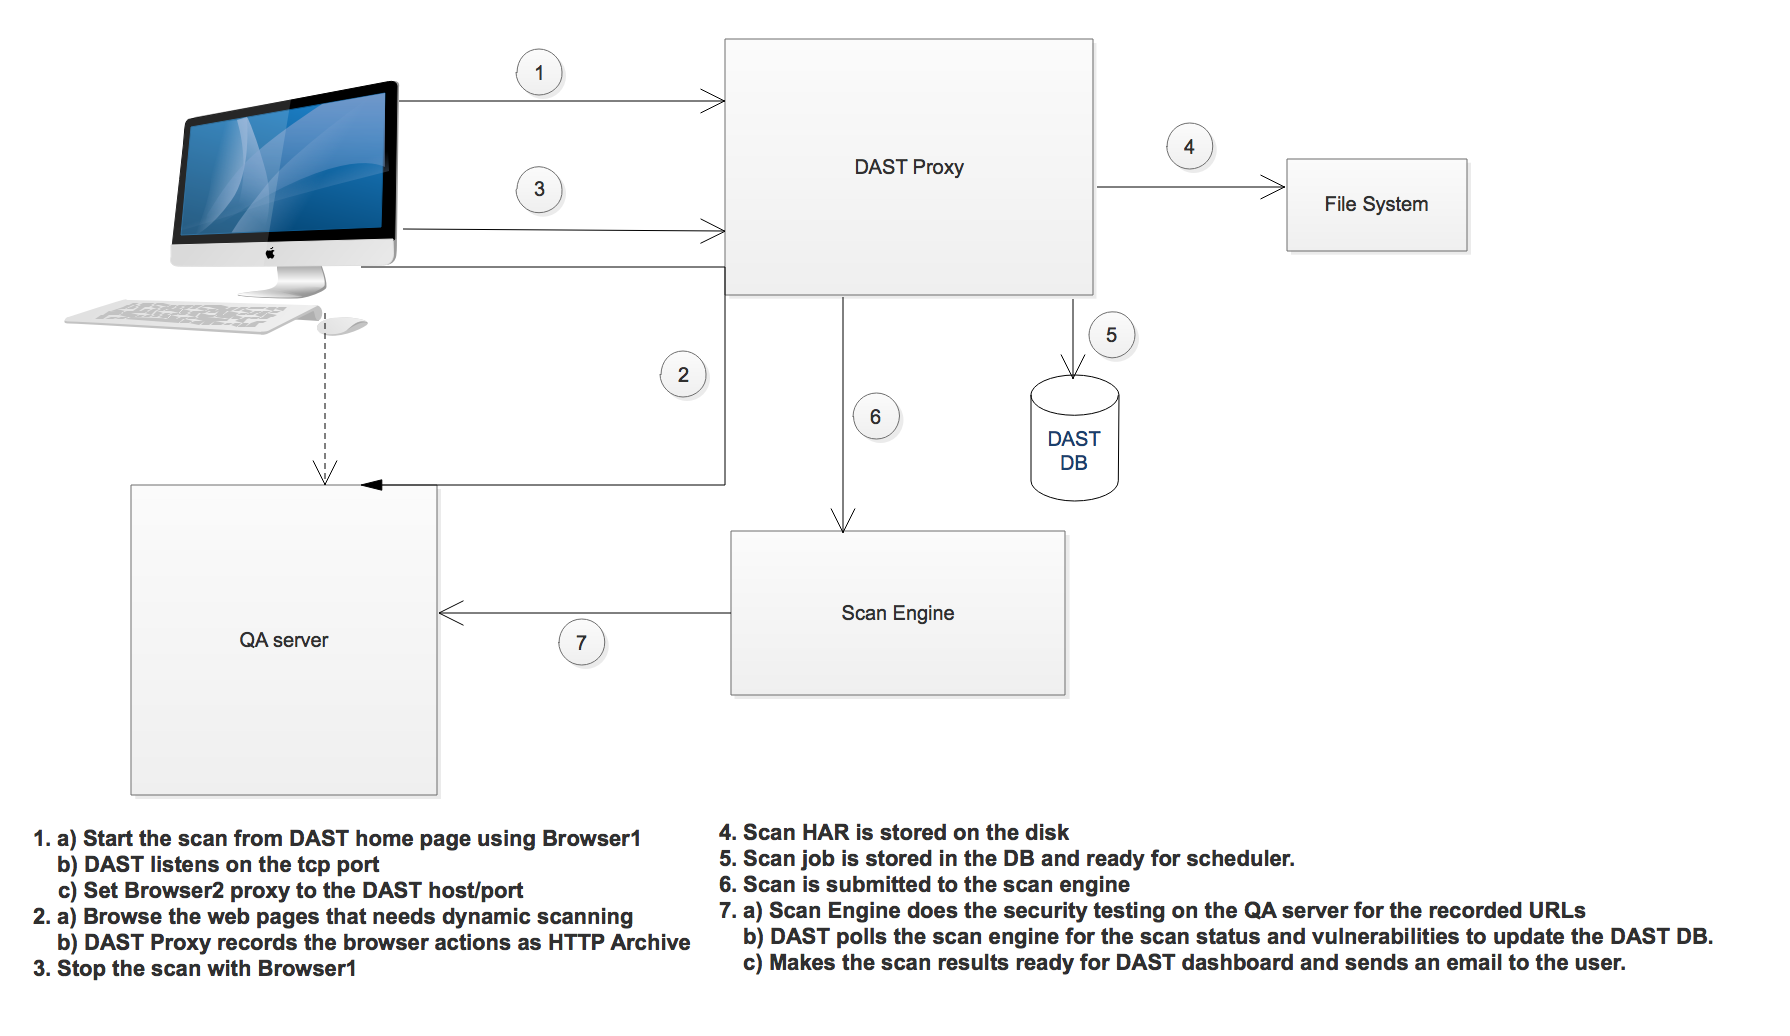 1
DAST Proxy
4
3
File System
5
2
6
DAST
DB
Scan Engine
QA server
7
1. a) Start the scan from DAST home page using Browser1
b) DAST listens on the tcp port
c) Set Browser2 proxy to the DAST host/port
2. a) Browse the web pages that needs dynamic scanning
b) DAST Proxy records the browser actions as HTTP Archive
3. Stop the scan with Browser1
4. Scan HAR is stored on the disk
5. Scan job is stored in the DB and ready for scheduler.
6. Scan is submitted to the scan engine
7. a) Scan Engine does the security testing on the QA server for the recorded URLs
b) DAST polls the scan engine for the scan status and vulnerabilities to update the DAST DB.
c) Makes the scan results ready for DAST dashboard and sends an email to the user.